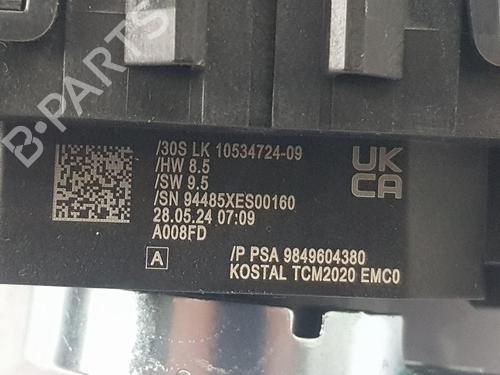 B-PARTS
/30S LK 10534724-09
/HW 8.5
/SW 9.5
/SN 94485XES00160
28.05.24 07:09
A008FD
UK
CA
A
/P PSA 9849604380
KOSTAL TCM2020 EMC0